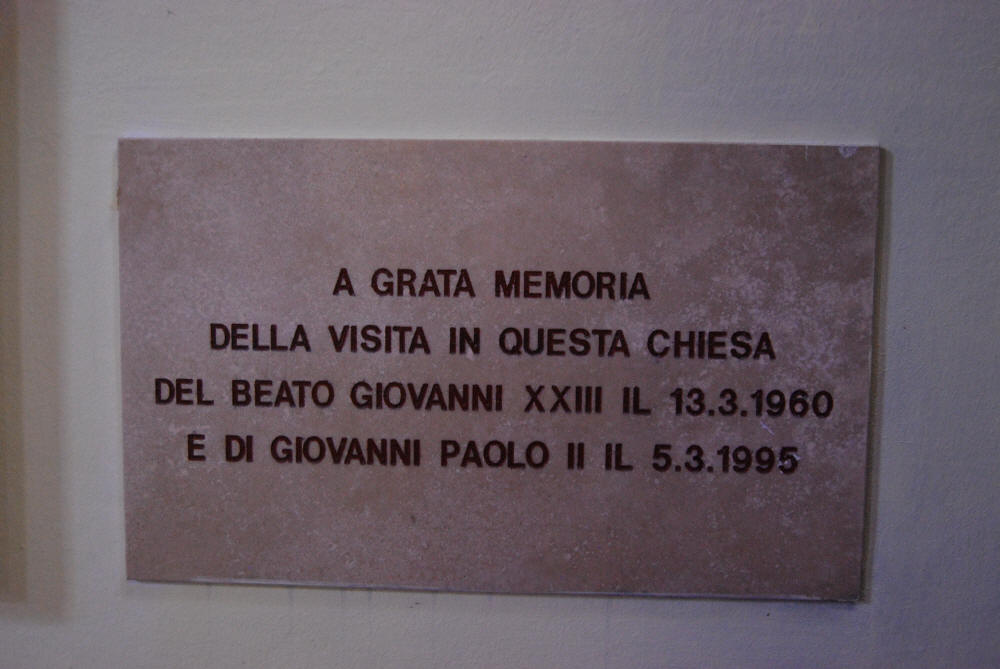 A GRATA MEMORIA
DELLA VISITA IN QUESTA CHIESA
DEL BEATO GIOVANNI XXIII IL 13.3.1960
E DI GIOVANNI PAOLO II IL 5.3.1995